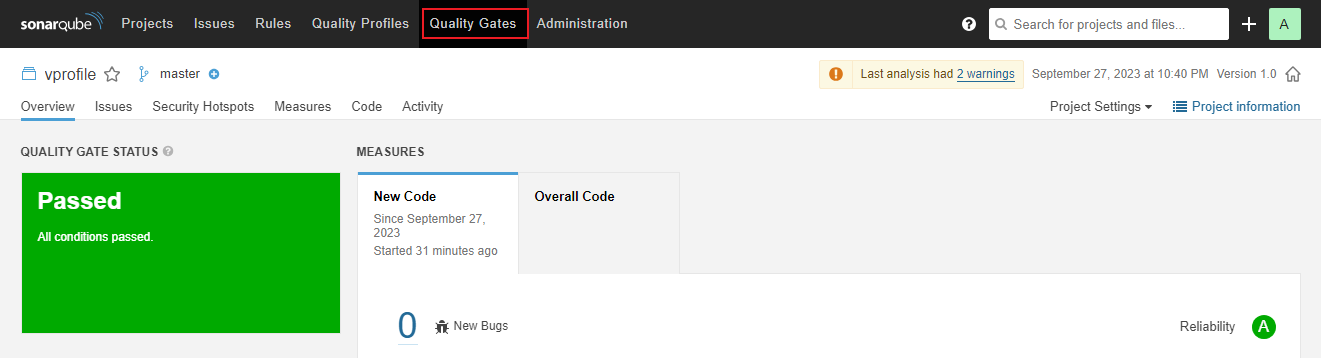 sonarqube Projects Issues Rules Quality Profiles Quality Gates Administration ? Search for projects and files... A
vprofile master Last analysis had 2 warnings September 27, 2023 at 10:40 PM Version 1.0
Overview Issues Security Hotspots Measures Code Activity Project Settings Project information
QUALITY GATE STATUS ? MEASURES
Passed
All conditions passed.
New Code
Since September 27,
2023
Started 31 minutes ago
Overall Code
0 New Bugs Reliability A